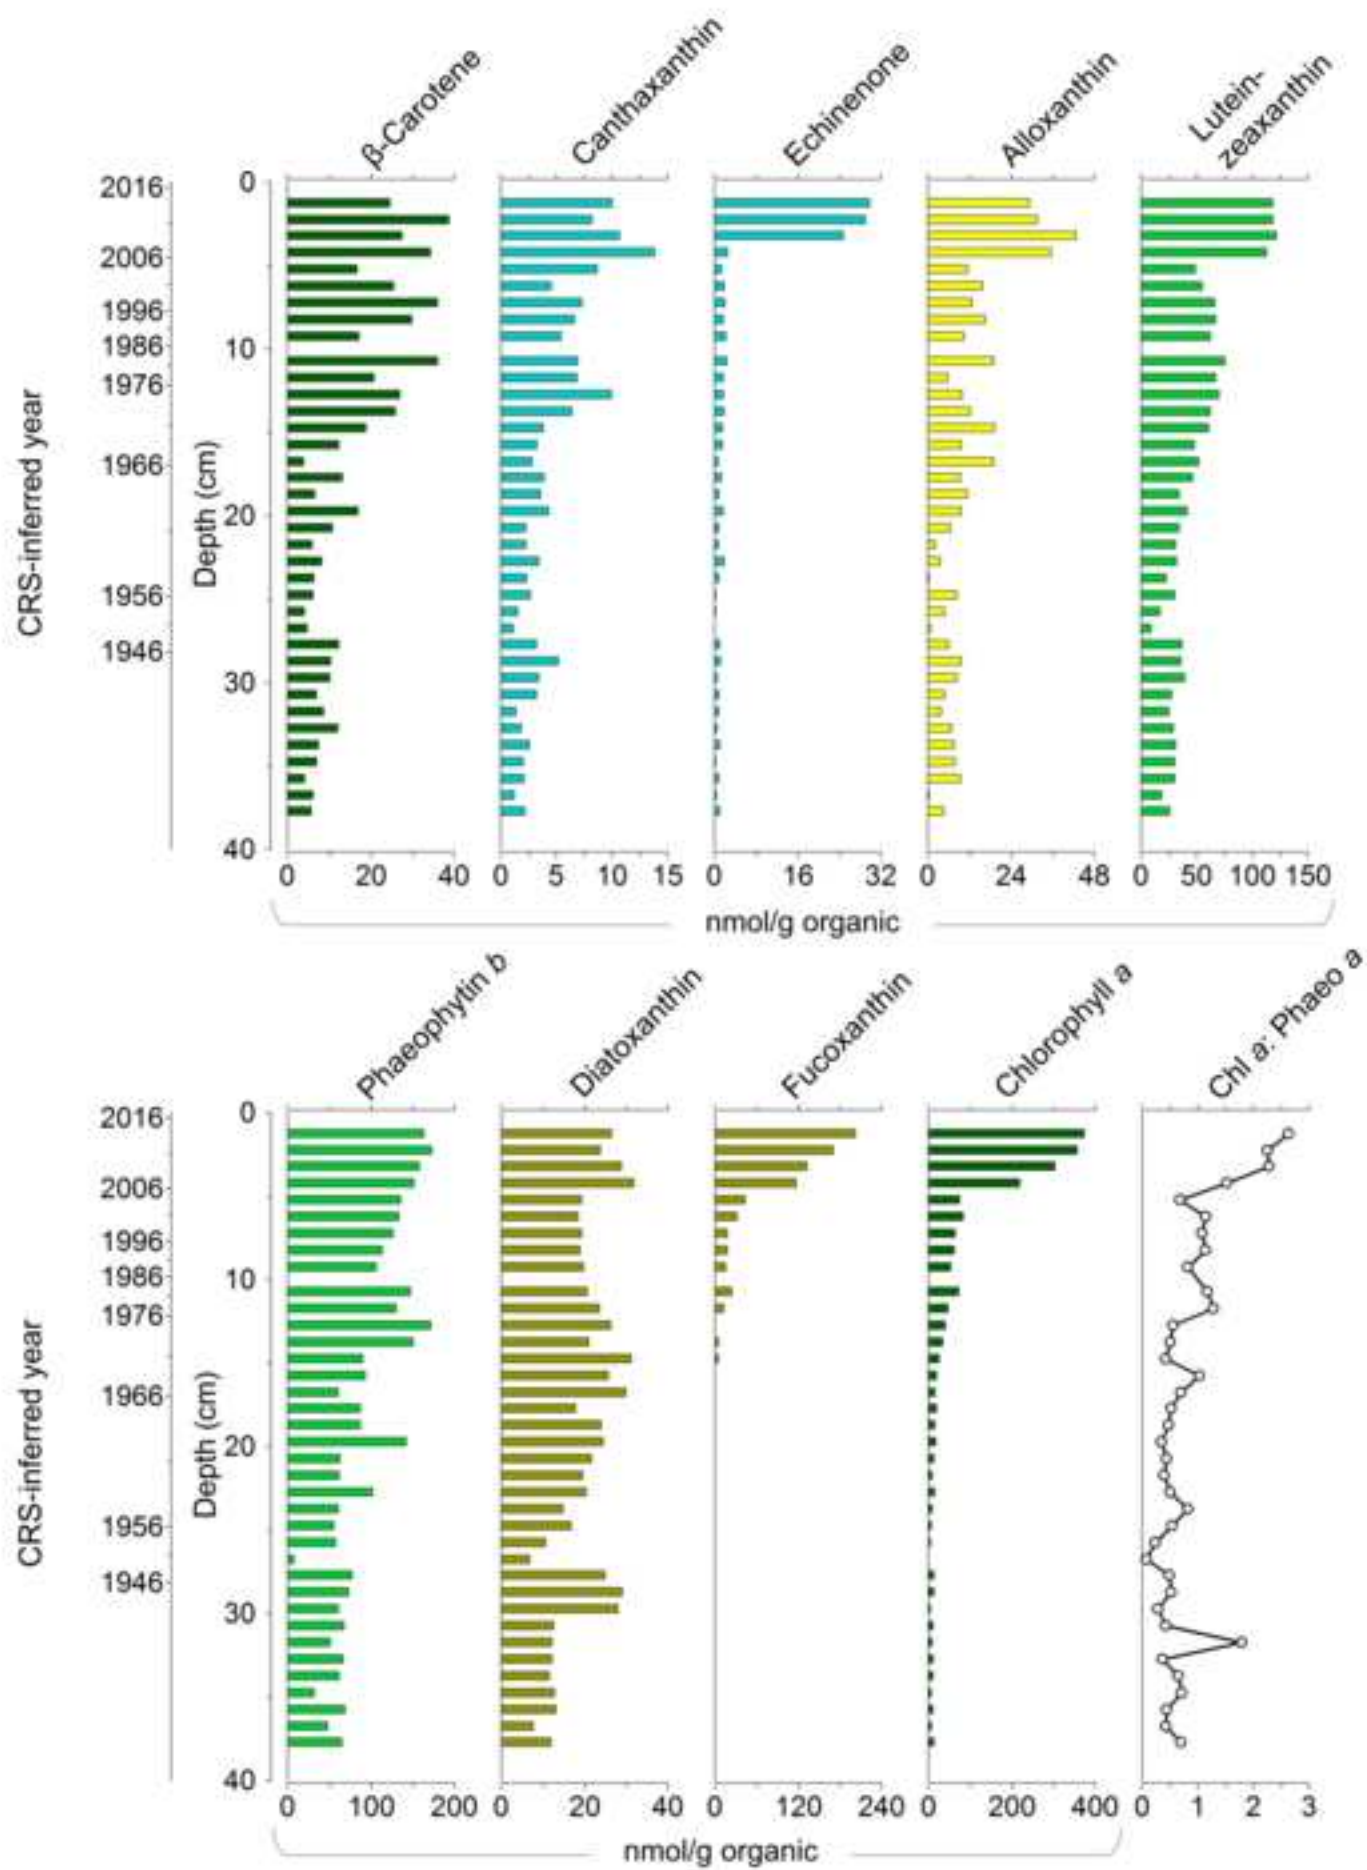 β-Carotene
Canthaxanthin
Echinenone
Alloxanthin
Lutein-
zeaxanthin
CRS-inferred year
2016
2006
1996
1986
1976
1966
1956
1946
Depth (cm)
0
10
20
30
40
0 20 40
0 5 10 15
0 16 32
0 24 48
0 50 100 150
nmol/g organic
Phaeophytin b
Diatoxanthin
Fucoxanthin
Chlorophyll a
Chl a: Phaeo a
CRS-inferred year
2016
2006
1996
1986
1976
1966
1956
1946
Depth (cm)
0
10
20
30
40
0 100 200
0 20 40
0 120 240
0 200 400
0 1 2 3
nmol/g organic